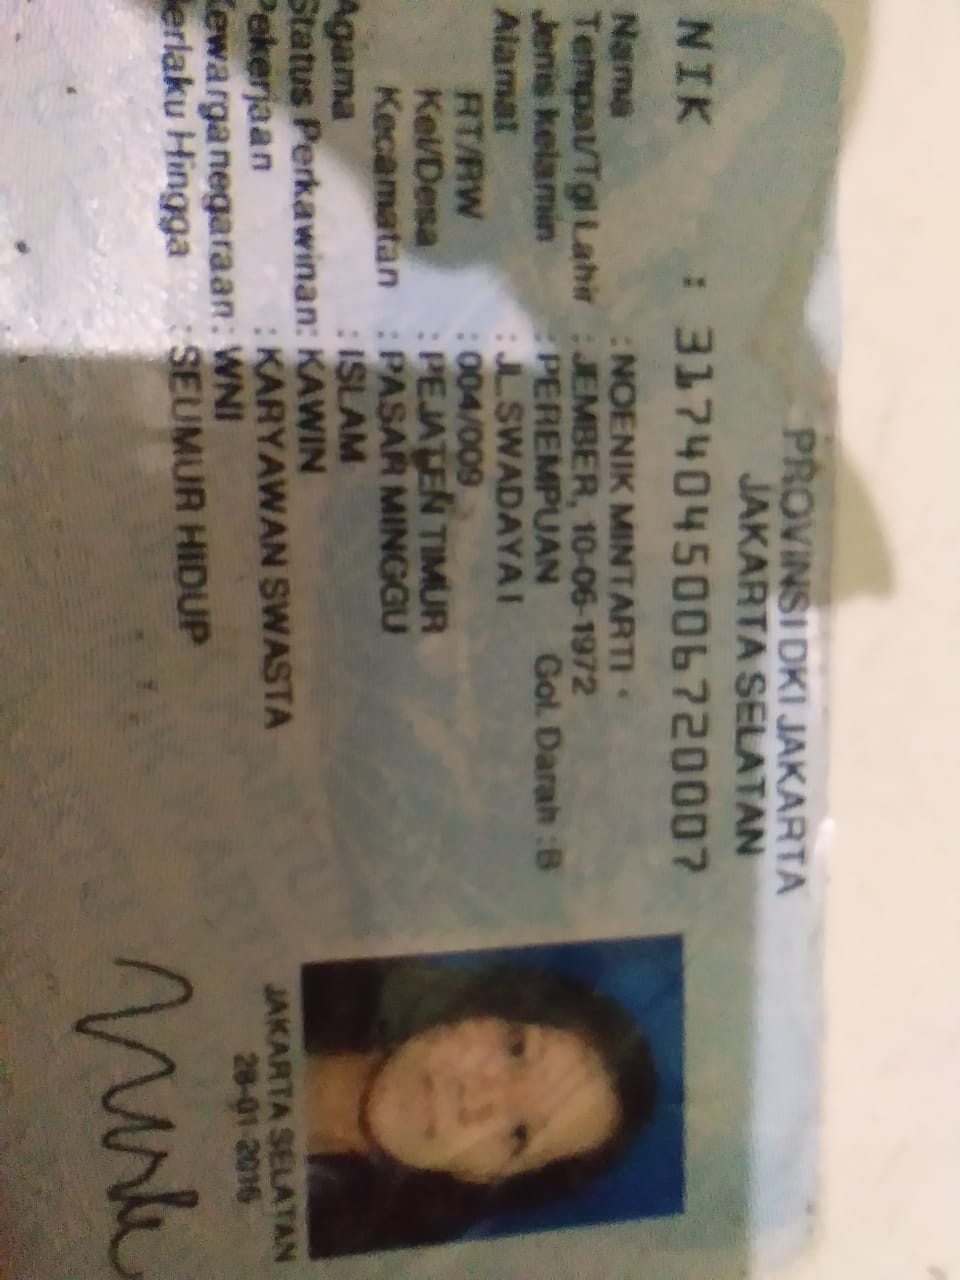 PROVINSI DKI JAKARTA
JAKARTA SELATAN
NIK : 3174045006720007
Nama : NOENIK MINTARTI
Tempat/Tgl Lahir : JEMBER, 10-06-1972
Jenis kelamin : PEREMPUAN Gol. Darah : B
Alamat : JL SWADAYA I
RT/RW : 004/009
Kel/Desa : PEJATEN TIMUR
Kecamatan : PASAR MINGGU
Agama : ISLAM
Status Perkawinan: KAWIN
Pekerjaan : KARYAWAN SWASTA
Kewarganegaraan: WNI
Berlaku Hingga : SEUMUR HIDUP
JAKARTA SELATAN
28-01-2016